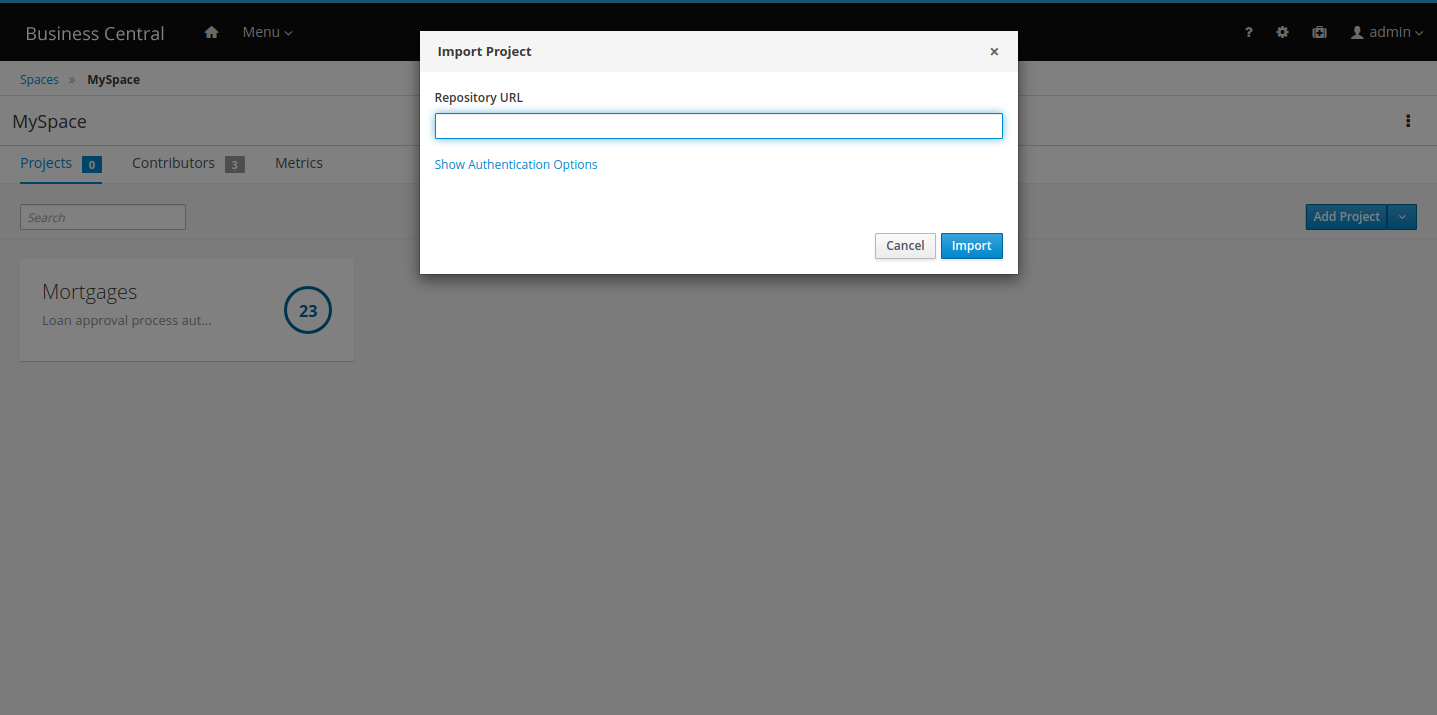 Business Central
Menu
? admin
Import Project ×
Repository URL
Show Authentication Options
Cancel Import
Spaces » MySpace
MySpace
Projects 0 Contributors 3 Metrics
Search
Add Project
Mortgages
Loan approval process aut...
23